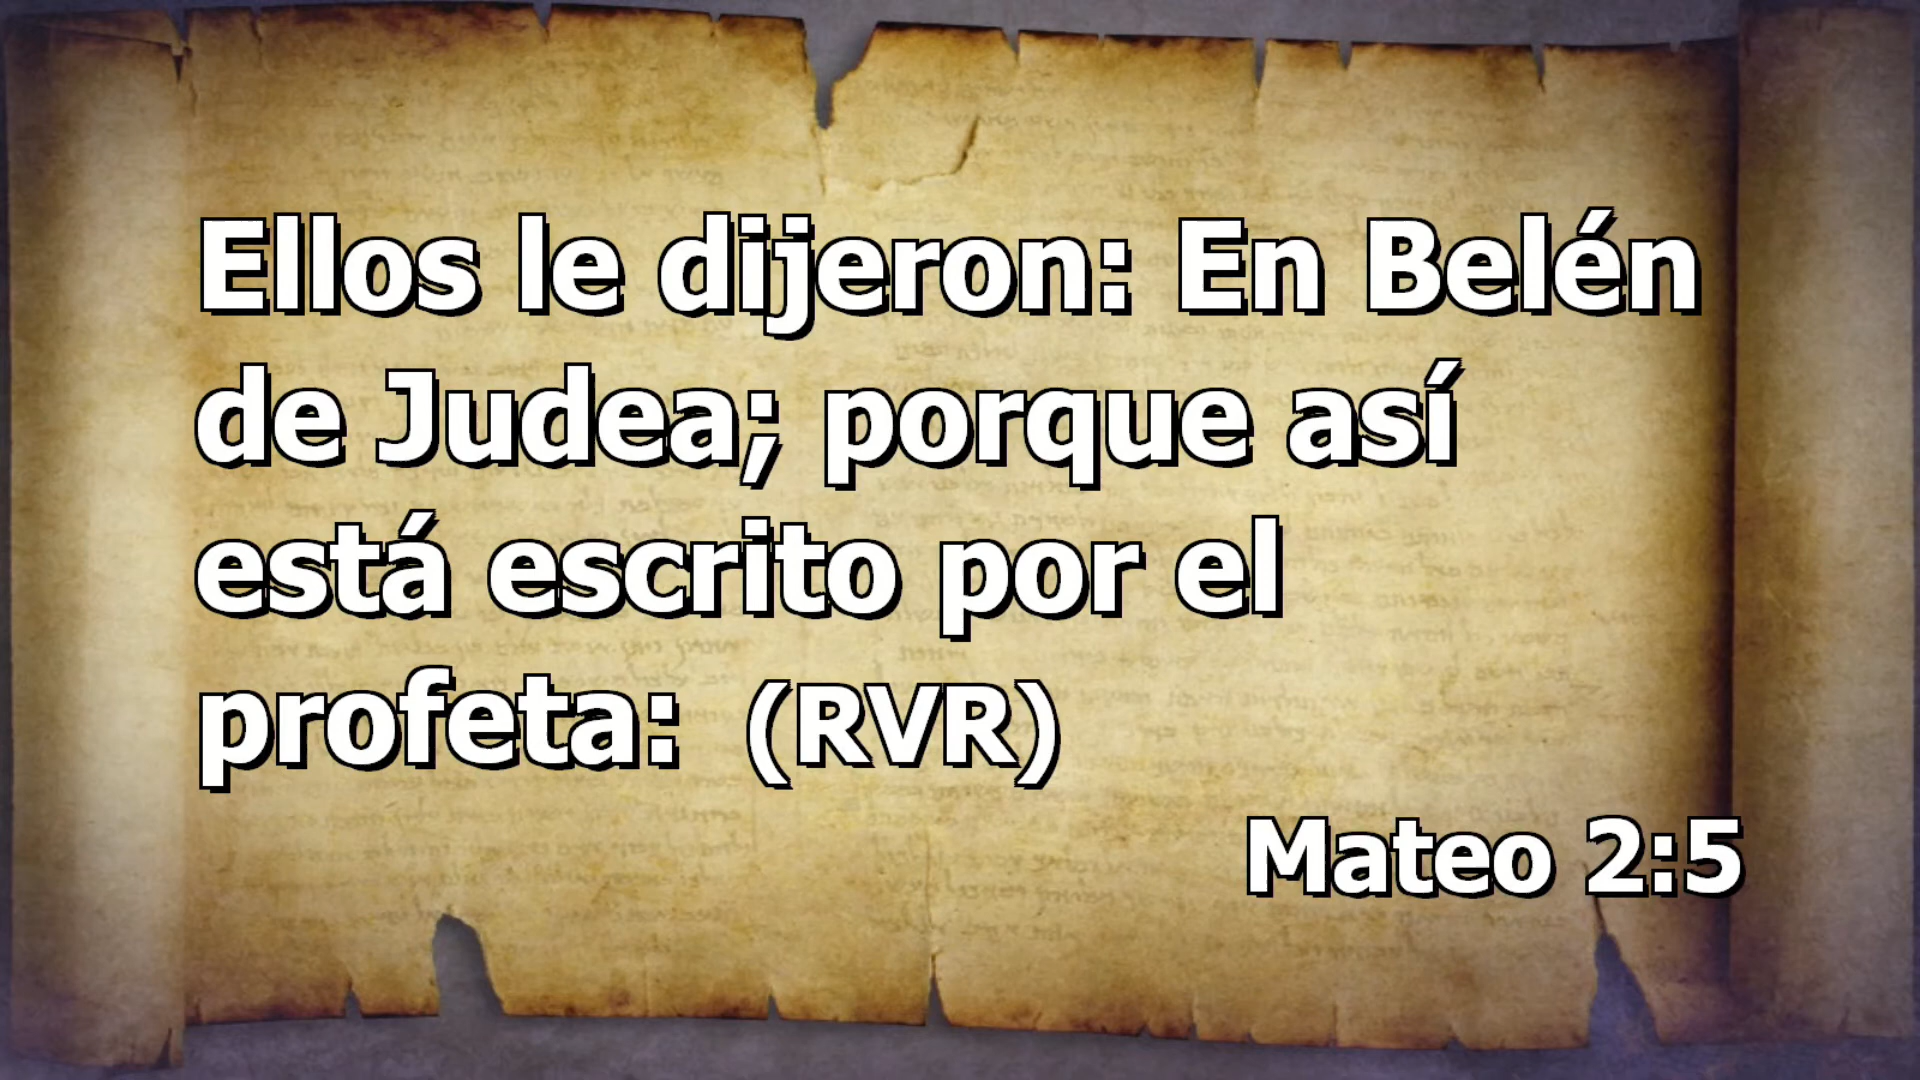 Ellos le dijeron: En Belén
de Judea; porque así
está escrito por el
profeta: (RVR)
Mateo 2:5